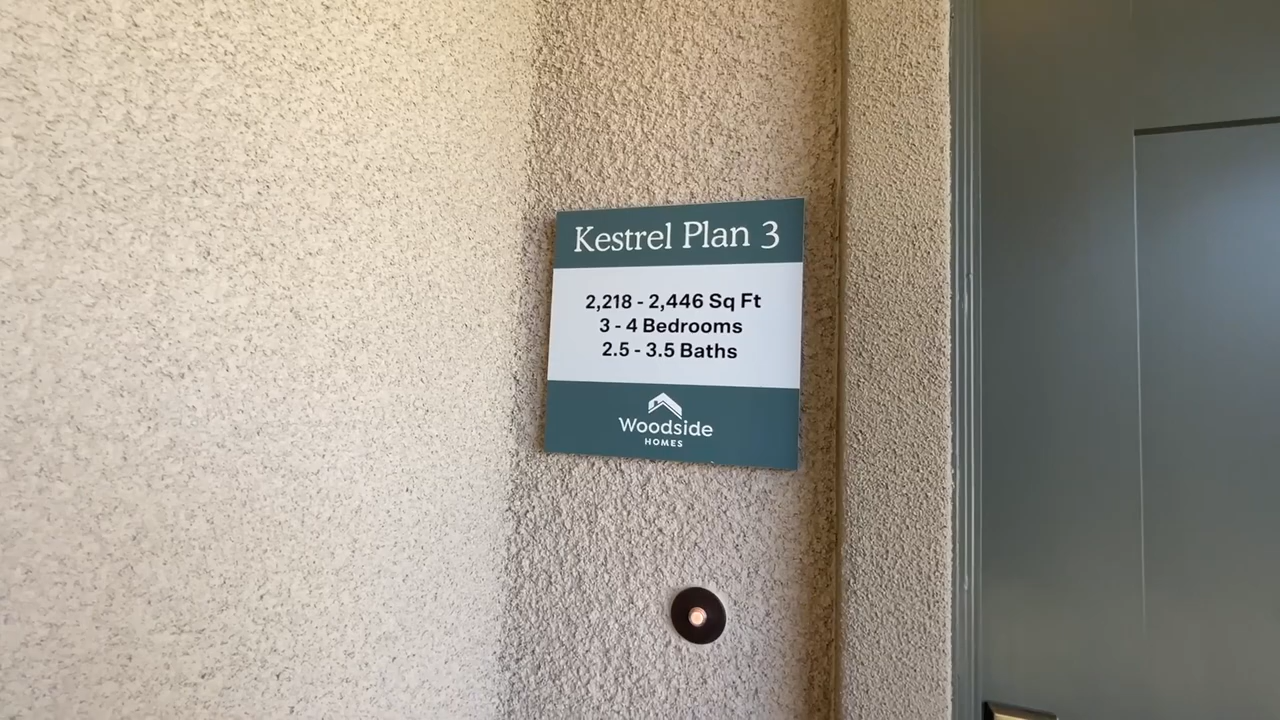 Kestrel Plan 3
2,218 - 2,446 Sq Ft
3 - 4 Bedrooms
2.5 - 3.5 Baths
Woodside
HOMES